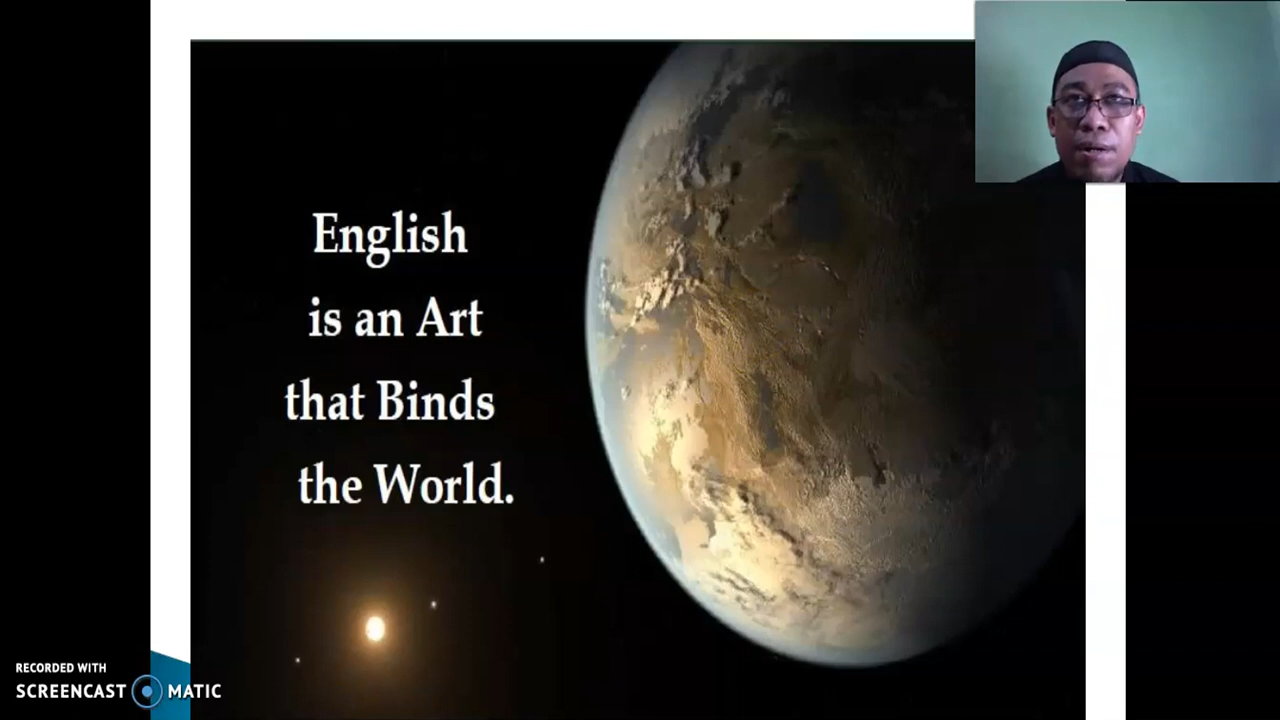 English
is an Art
that Binds
the World.
RECORDED WITH
SCREENCAST MATIC